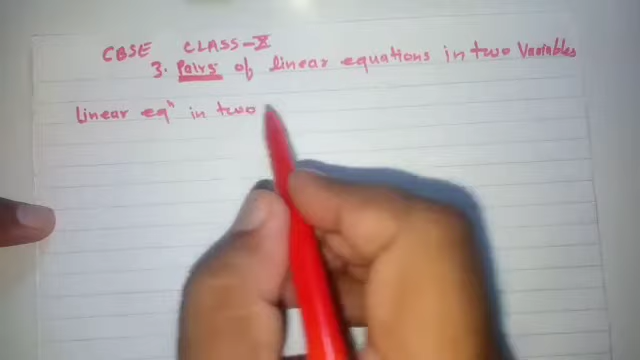 CBSE CLASS-X
3. Pairs of linear equations in two Variables
Linear eqⁿ in two